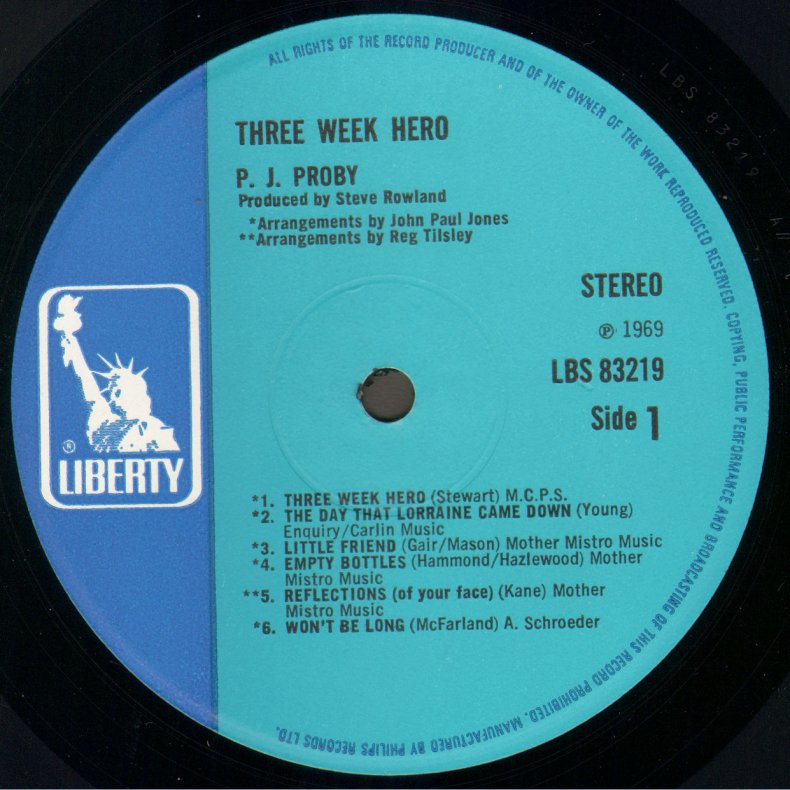 ALL RIGHTS OF THE RECORD PRODUCER AND OF THE OWNER OF THE WORK REPRODUCED RESERVED. COPYING, PUBLIC PERFORMANCE AND BROADCASTING OF THIS RECORD PROHIBITED. MANUFACTURED BY PHILIPS RECORDS LTD.
LBS 83219
THREE WEEK HERO
P. J. PROBY
Produced by Steve Rowland
*Arrangements by John Paul Jones
**Arrangements by Reg Tilsley
STEREO
℗ 1969
LBS 83219
Side 1
®
LIBERTY
*1. THREE WEEK HERO (Stewart) M.C.P.S.
*2. THE DAY THAT LORRAINE CAME DOWN (Young)
Enquiry/Carlin Music
*3. LITTLE FRIEND (Gair/Mason) Mother Mistro Music
*4. EMPTY BOTTLES (Hammond/Hazlewood) Mother
Mistro Music
**5. REFLECTIONS (of your face) (Kane) Mother
Mistro Music
*6. WON'T BE LONG (McFarland) A. Schroeder